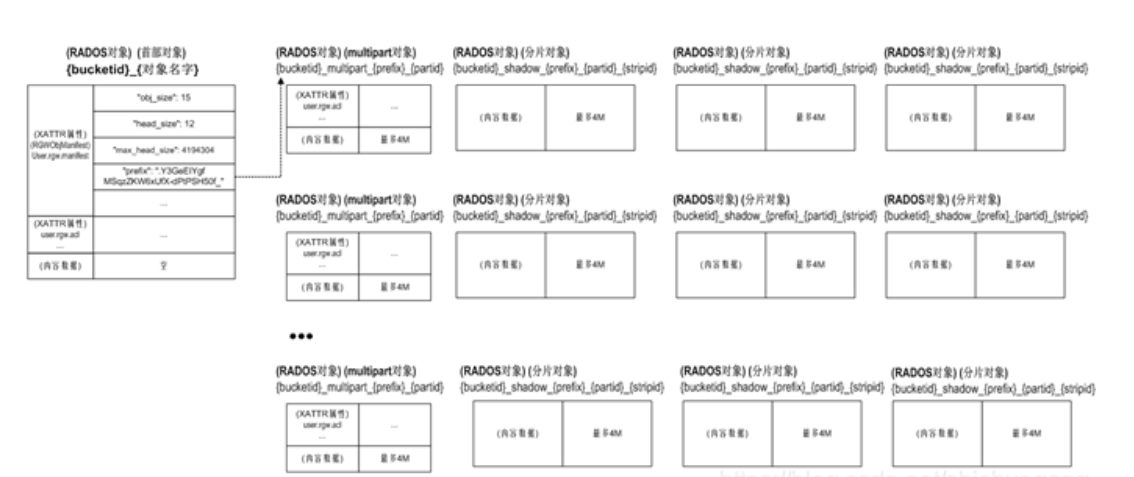 (RADOS对象) (首部对象)
{bucketid}_{对象名字}
(XATTR属性)
(RGWObjManifest)
User.rgw.manifest
"obj_size": 15
"head_size": 12
"max_head_size": 4194304
"prefix": ".Y3GeElYgf
MSqzZKW6xUfX-dPtPSH50f_"
...
(XATTR属性)
user.rgw.acl
...
...
(内容数据)
空
(RADOS对象) (multipart对象)
{bucketid}_multipart_{prefix}_{partid}
(XATTR属性)
user.rgw.acl
...
...
(内容数据)
最多4M
(RADOS对象) (分片对象)
{bucketid}_shadow_{prefix}_{partid}_{stripid}
(内容数据)
最多4M
(RADOS对象) (分片对象)
{bucketid}_shadow_{prefix}_{partid}_{stripid}
(内容数据)
最多4M
(RADOS对象) (分片对象)
{bucketid}_shadow_{prefix}_{partid}_{stripid}
(内容数据)
最多4M
(RADOS对象) (multipart对象)
{bucketid}_multipart_{prefix}_{partid}
(XATTR属性)
user.rgw.acl
...
...
(内容数据)
最多4M
(RADOS对象) (分片对象)
{bucketid}_shadow_{prefix}_{partid}_{stripid}
(内容数据)
最多4M
(RADOS对象) (分片对象)
{bucketid}_shadow_{prefix}_{partid}_{stripid}
(内容数据)
最多4M
(RADOS对象) (分片对象)
{bucketid}_shadow_{prefix}_{partid}_{stripid}
(内容数据)
最多4M
•••
(RADOS对象) (multipart对象)
{bucketid}_multipart_{prefix}_{partid}
(XATTR属性)
user.rgw.acl
...
...
(内容数据)
最多4M
(RADOS对象) (分片对象)
{bucketid}_shadow_{prefix}_{partid}_{stripid}
(内容数据)
最多4M
(RADOS对象) (分片对象)
{bucketid}_shadow_{prefix}_{partid}_{stripid}
(内容数据)
最多4M
(RADOS对象) (分片对象)
{bucketid}_shadow_{prefix}_{partid}_{stripid}
(内容数据)
最多4M